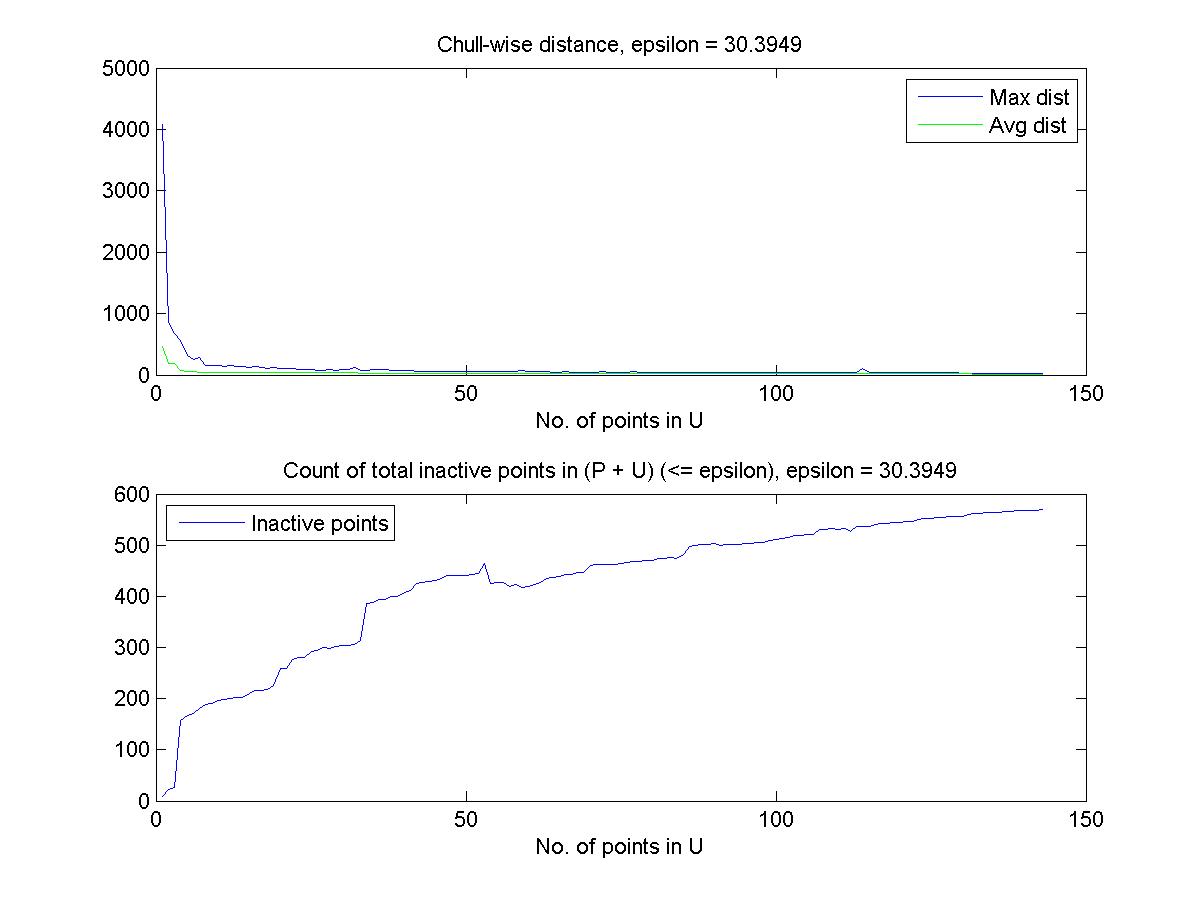 Chull-wise distance, epsilon = 30.3949
5000
4000
3000
2000
1000
0
Max dist
Avg dist
0 50 100 150
No. of points in U
Count of total inactive points in (P + U) (<= epsilon), epsilon = 30.3949
600
500
400
300
200
100
0
Inactive points
0 50 100 150
No. of points in U